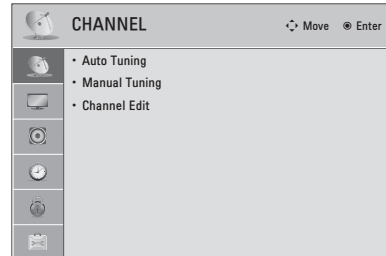 CHANNEL
Move Enter
• Auto Tuning
• Manual Tuning
• Channel Edit